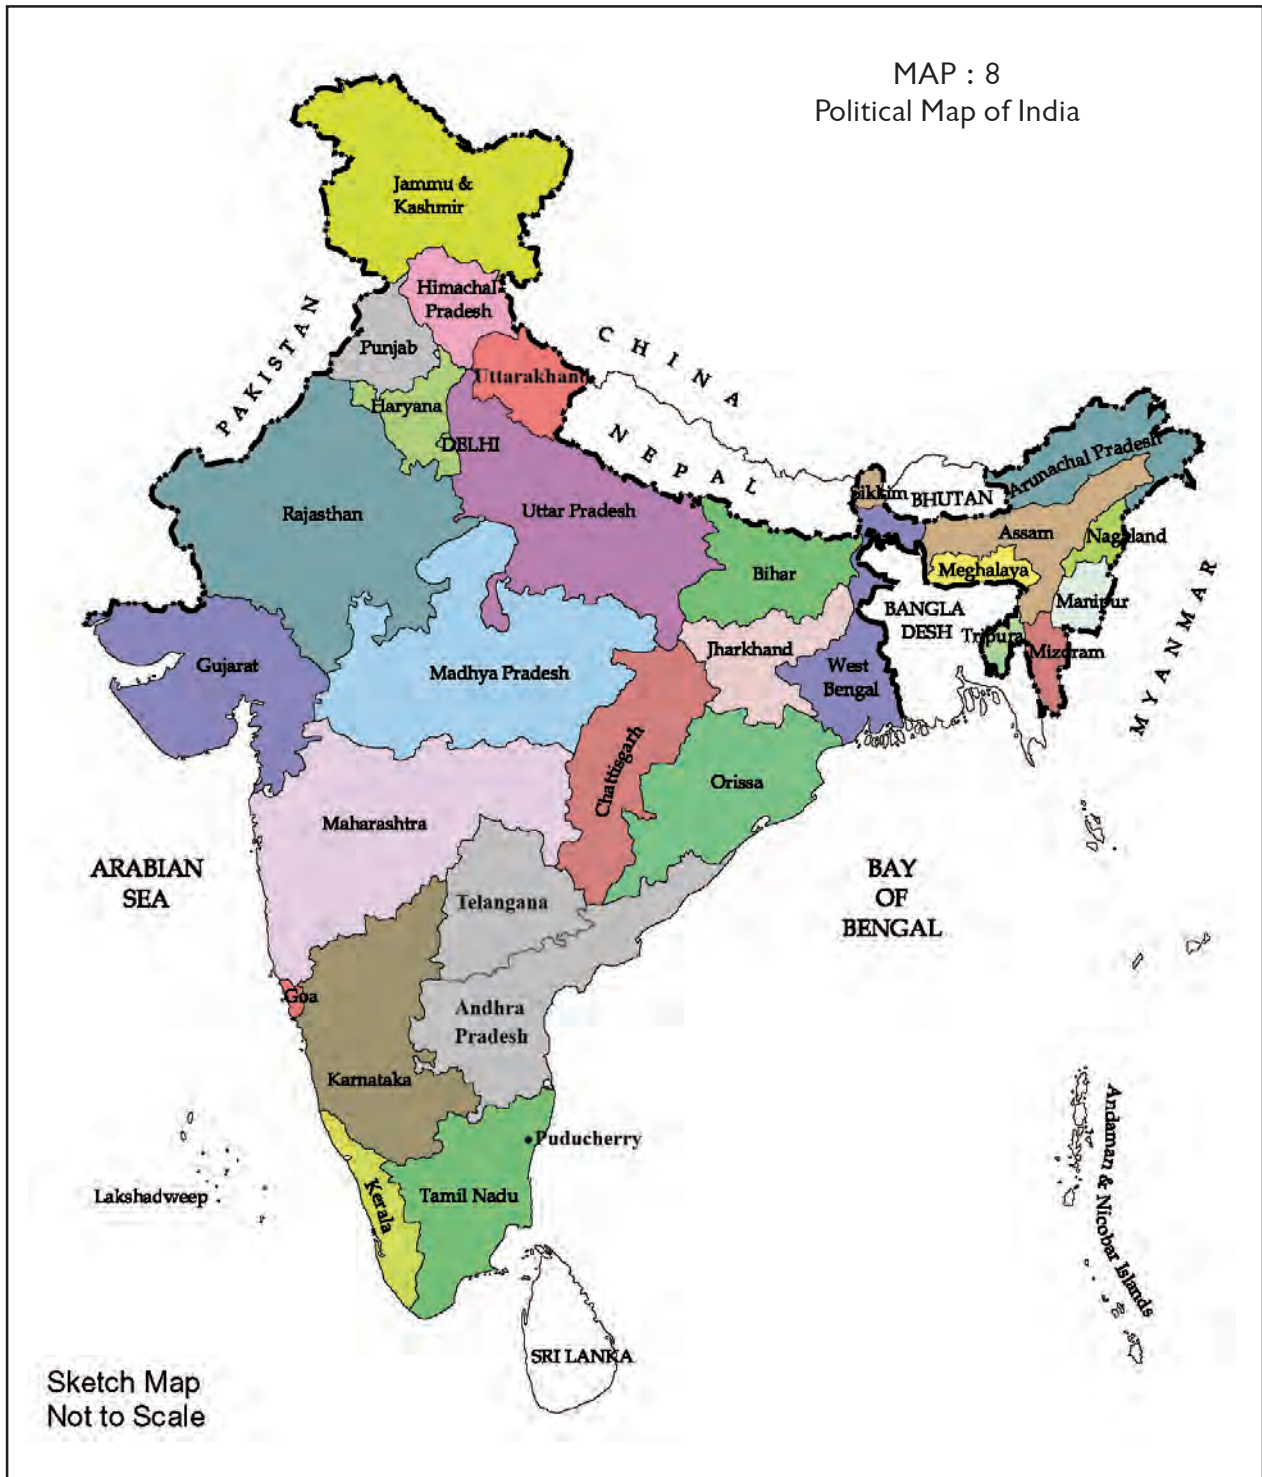 MAP : 8
Political Map of India
Jammu &
Kashmir
Himachal
Pradesh
PAKISTAN
Punjab
CHINA
Uttarakhand
Haryana
DELHI
NEPAL
Arunachal Pradesh
Sikkim
BHUTAN
Rajasthan
Uttar Pradesh
Assam
Nagaland
Bihar
Meghalaya
MYANMAR
Manipur
BANGLA
DESH
Tripura
Mizoram
Jharkhand
Gujarat
Madhya Pradesh
West
Bengal
Chattisgarh
Orissa
Maharashtra
ARABIAN
SEA
BAY
OF
BENGAL
Telangana
Goa
Andhra
Pradesh
Karnataka
Puducherry
Andaman & Nicobar Islands
Lakshadweep
Kerala
Tamil Nadu
SRI LANKA
Sketch Map
Not to Scale